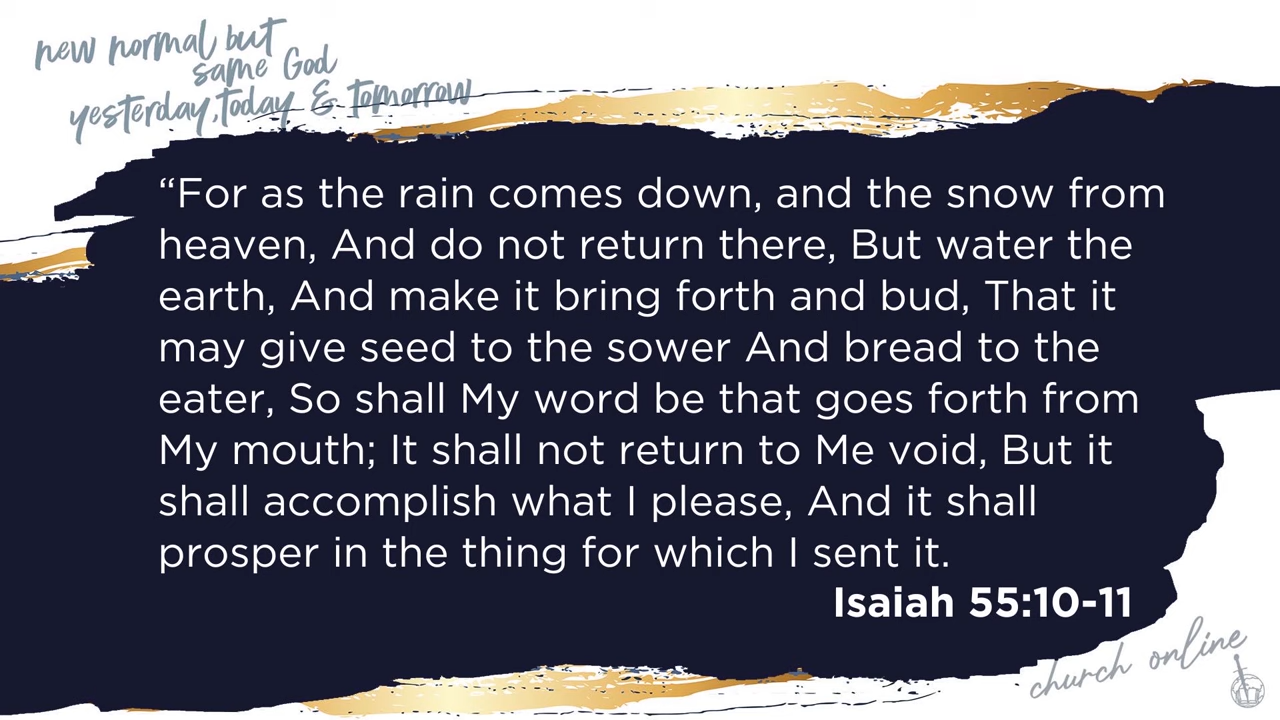 new normal but
same God
yesterday, today & tomorrow
“For as the rain comes down, and the snow from
heaven, And do not return there, But water the
earth, And make it bring forth and bud, That it
may give seed to the sower And bread to the
eater, So shall My word be that goes forth from
My mouth; It shall not return to Me void, But it
shall accomplish what I please, And it shall
prosper in the thing for which I sent it.
Isaiah 55:10-11
church online